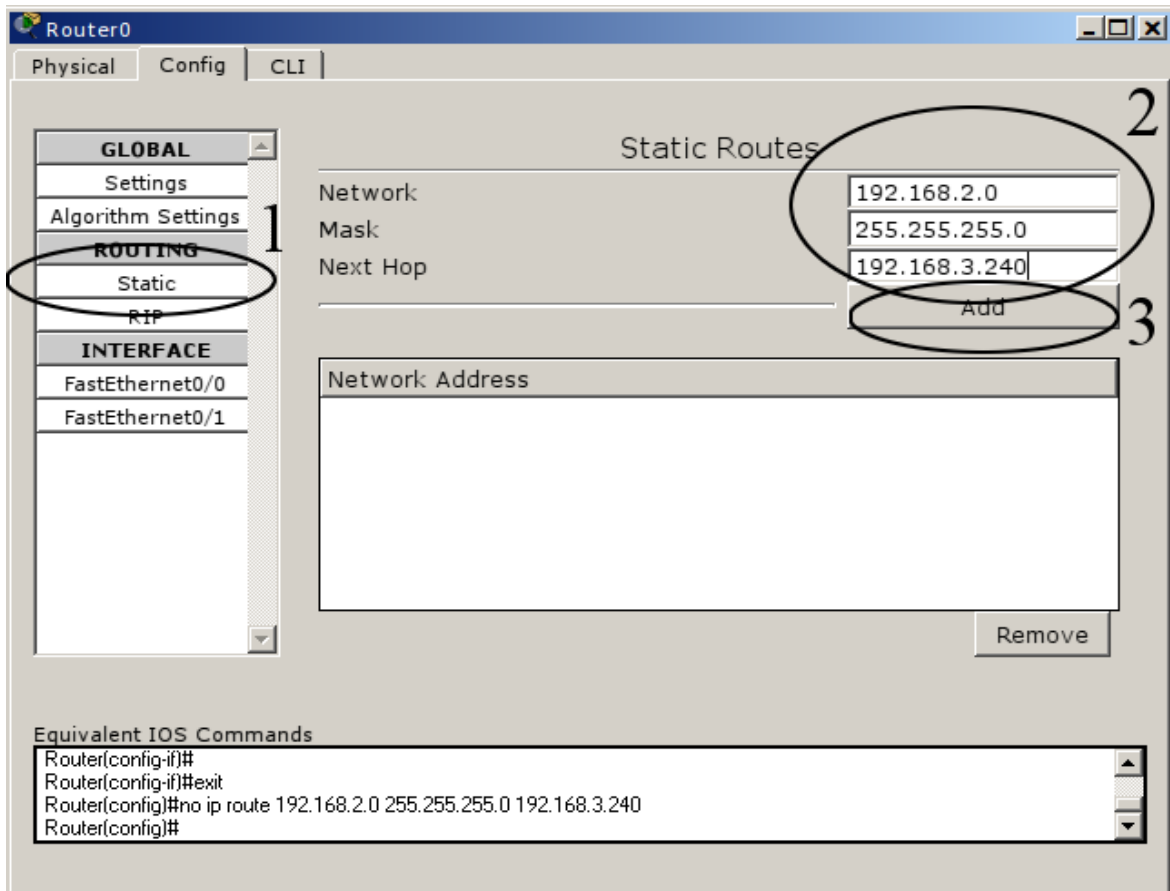 Router0
Physical Config CLI
2
GLOBAL
Settings
Algorithm Settings
1
ROUTING
Static
RIP
INTERFACE
FastEthernet0/0
FastEthernet0/1
Static Routes
Network 192.168.2.0
Mask 255.255.255.0
Next Hop 192.168.3.240
Add
3
Network Address
Remove
Equivalent IOS Commands
Router(config-if)#
Router(config-if)#exit
Router(config)#no ip route 192.168.2.0 255.255.255.0 192.168.3.240
Router(config)#